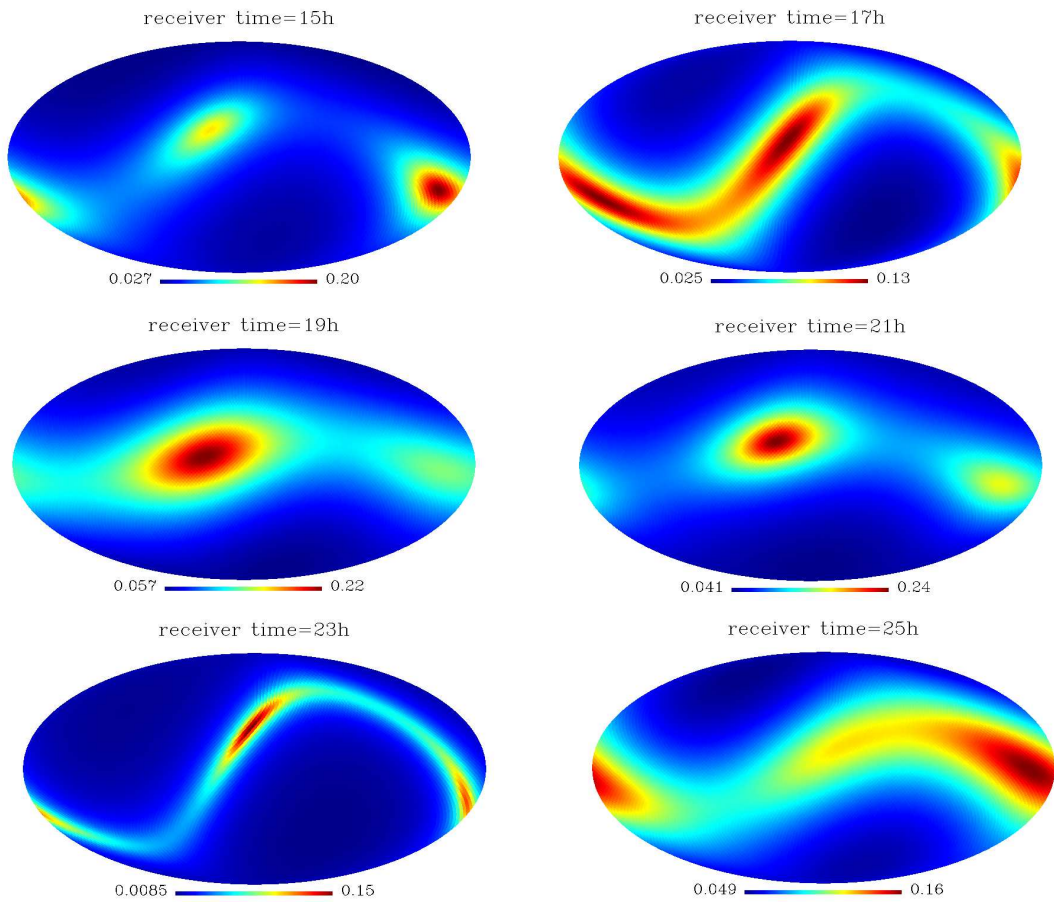 receiver time=15h
receiver time=17h
0.027 0.20
0.025 0.13
receiver time=19h
receiver time=21h
0.057 0.22
0.041 0.24
receiver time=23h
receiver time=25h
0.0085 0.15
0.049 0.16